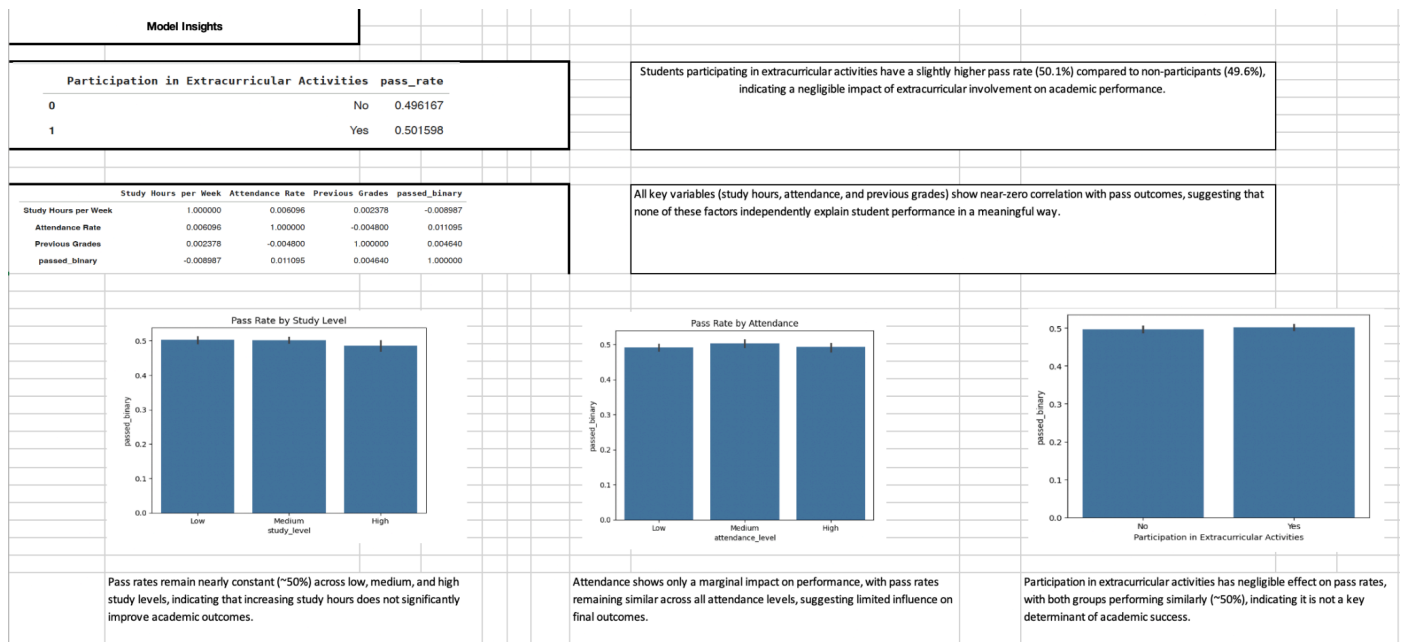 Model Insights
Participation in Extracurricular Activities pass_rate
0 No 0.496167
1 Yes 0.501598
Students participating in extracurricular activities have a slightly higher pass rate (50.1%) compared to non-participants (49.6%),
indicating a negligible impact of extracurricular involvement on academic performance.
Study Hours per Week Attendance Rate Previous Grades passed_binary
Study Hours per Week 1.000000 0.006096 0.002378 -0.008987
Attendance Rate 0.006096 1.000000 -0.004800 0.011095
Previous Grades 0.002378 -0.004800 1.000000 0.004640
passed_binary -0.008987 0.011095 0.004640 1.000000
All key variables (study hours, attendance, and previous grades) show near-zero correlation with pass outcomes, suggesting that
none of these factors independently explain student performance in a meaningful way.
Pass Rate by Study Level
passed_binary
0.5
0.4
0.3
0.2
0.1
0.0
Low Medium High
study_level
Pass Rate by Attendance
passed_binary
0.5
0.4
0.3
0.2
0.1
0.0
Low Medium High
attendance_level
passed_binary
0.5
0.4
0.3
0.2
0.1
0.0
No Yes
Participation in Extracurricular Activities
Pass rates remain nearly constant (~50%) across low, medium, and high
study levels, indicating that increasing study hours does not significantly
improve academic outcomes.
Attendance shows only a marginal impact on performance, with pass rates
remaining similar across all attendance levels, suggesting limited influence on
final outcomes.
Participation in extracurricular activities has negligible effect on pass rates,
with both groups performing similarly (~50%), indicating it is not a key
determinant of academic success.